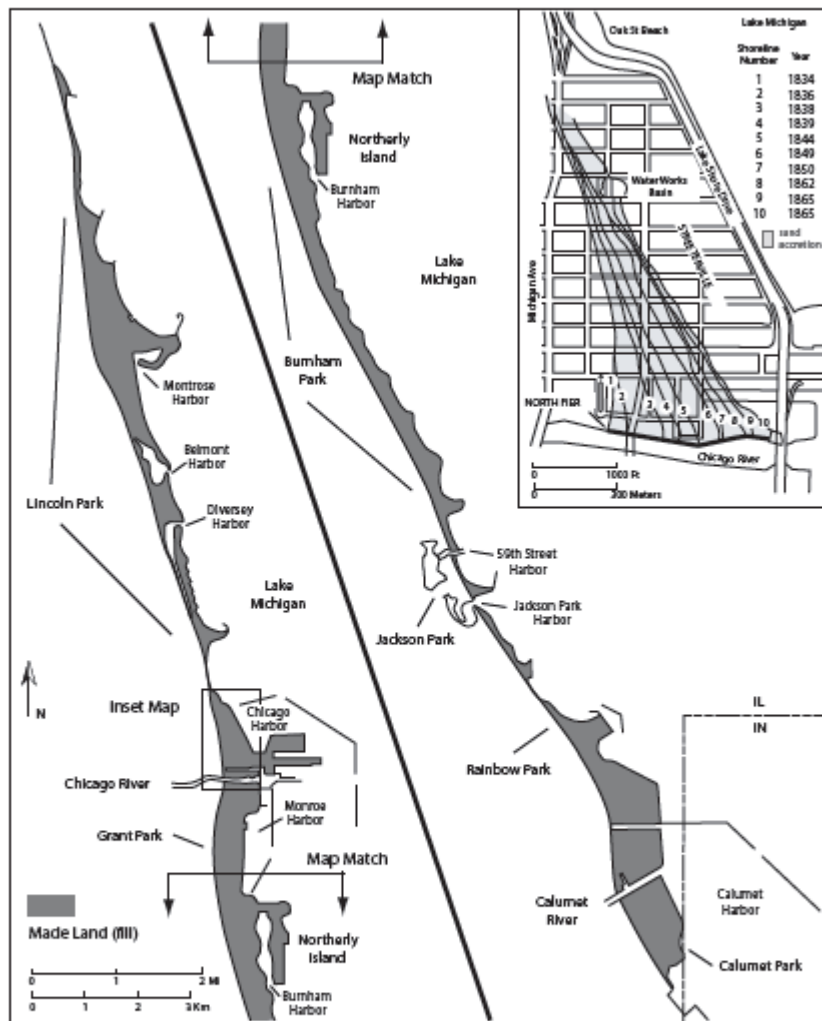 Map Match
Northerly
Island
Burnham
Harbor
Lake
Michigan
Burnham
Park
Montrose
Harbor
Belmont
Harbor
Lincoln Park
Diversey
Harbor
Lake
Michigan
59th Street
Harbor
Jackson Park
Harbor
Jackson Park
N
Inset Map
Chicago
Harbor
Chicago River
Monroe
Harbor
Grant Park
Map Match
Rainbow Park
IL
IN
Calumet
River
Calumet
Harbor
Calumet Park
Northerly
Island
Burnham
Harbor
Made Land (fill)
0 1 2 Mi
0 1 2 3 Km
Oak St Beach
Lake Michigan
Shoreline
Number Year
1 1834
2 1836
3 1838
4 1839
5 1844
6 1849
7 1850
8 1862
9 1865
10 1865
sand
accretion
Lake Shore Drive
Water Works
Basin
Michigan Ave
NORTH PIER
1 2 3 4 5 6 7 8 9 10
Chicago River
0 1000 Ft
0 300 Meters